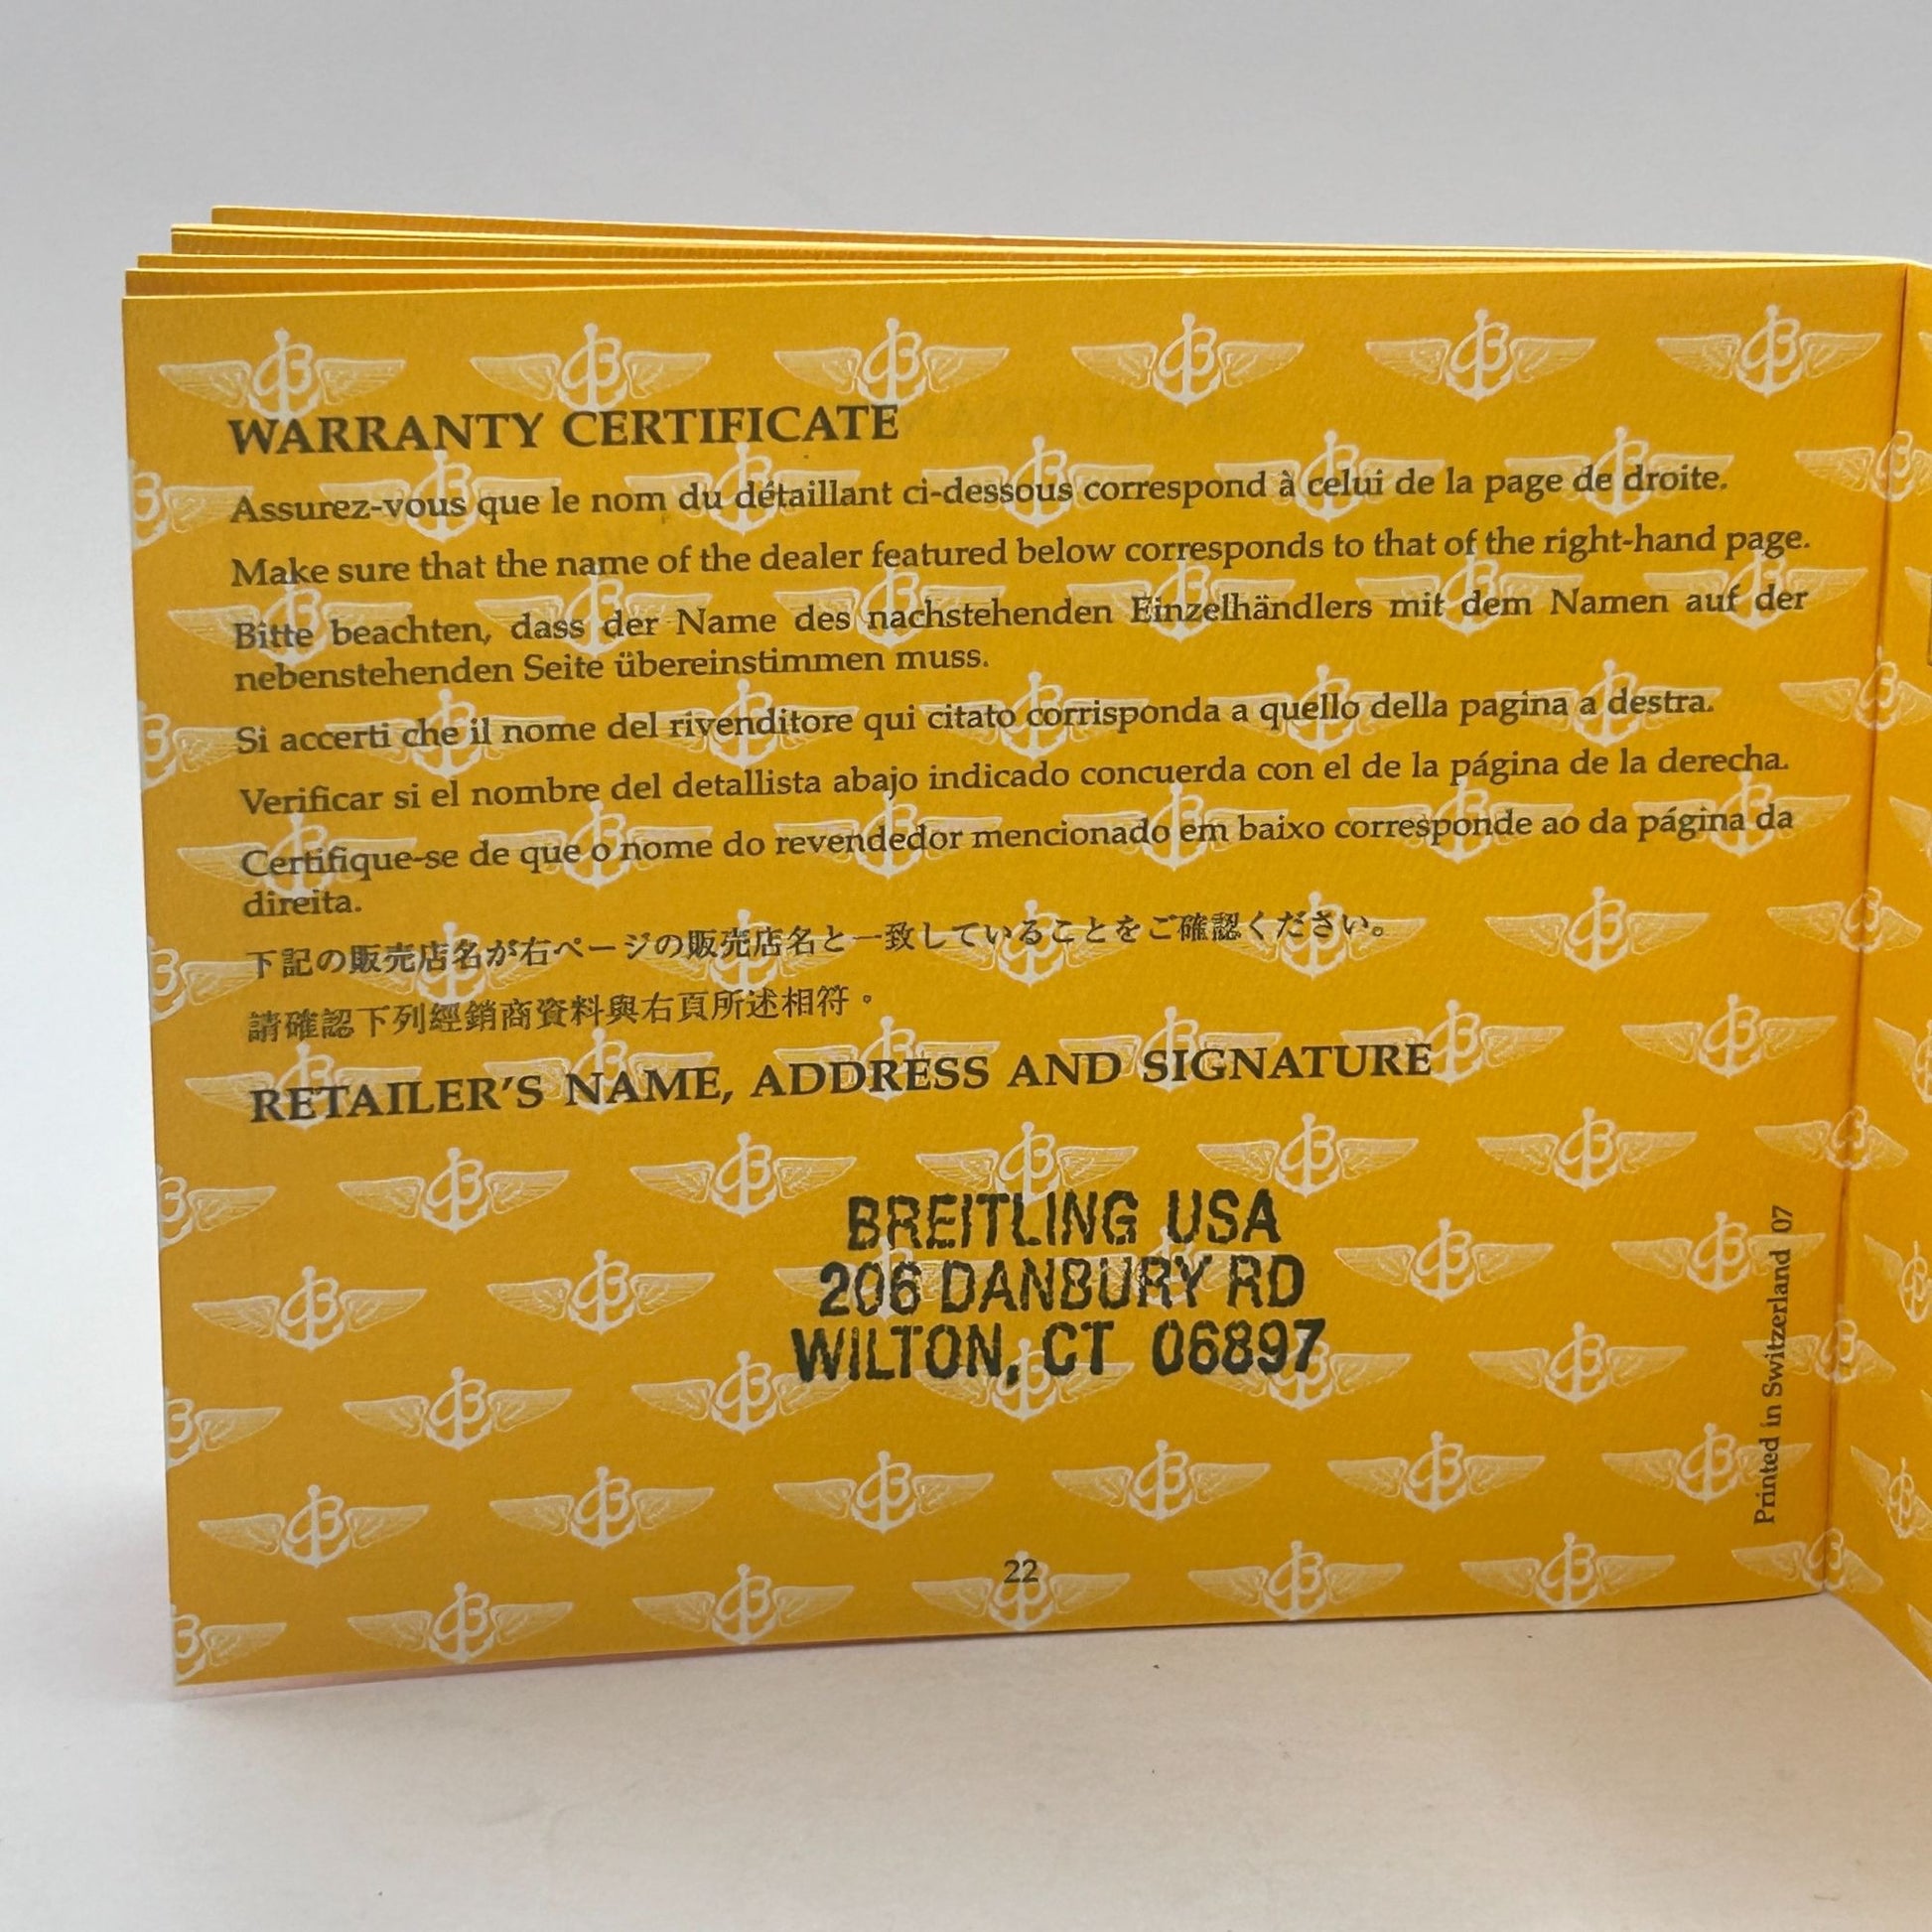 WARRANTY CERTIFICATE
Assurez-vous que le nom du détaillant ci-dessous correspond à celui de la page de droite.
Make sure that the name of the dealer featured below corresponds to that of the right-hand page.
Bitte beachten, dass der Name des nachstehenden Einzelhändlers mit dem Namen auf der
nebenstehenden Seite übereinstimmen muss.
Si accerti che il nome del rivenditore qui citato corrisponda a quello della pagina a destra.
Verificar si el nombre del detallista abajo indicado concuerda con el de la página de la derecha.
Certifique-se de que o nome do revendedor mencionado em baixo corresponde ao da página da
direita.
下記の販売店名が右ページの販売店名と一致していることをご確認ください。
請確認下列經銷商資料與右頁所述相符。
RETAILER'S NAME, ADDRESS AND SIGNATURE
BREITLING USA
206 DANBURY RD
WILTON, CT 06897
Printed in Switzerland 07
22